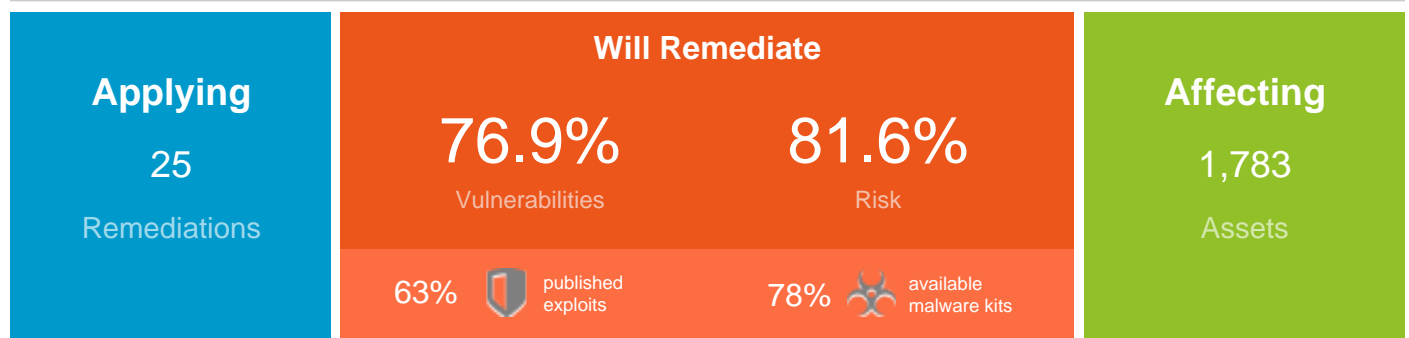 Applying
25
Remediations
Will Remediate
76.9%
Vulnerabilities
81.6%
Risk
63%
published
exploits
78%
available
malware kits
Affecting
1,783
Assets